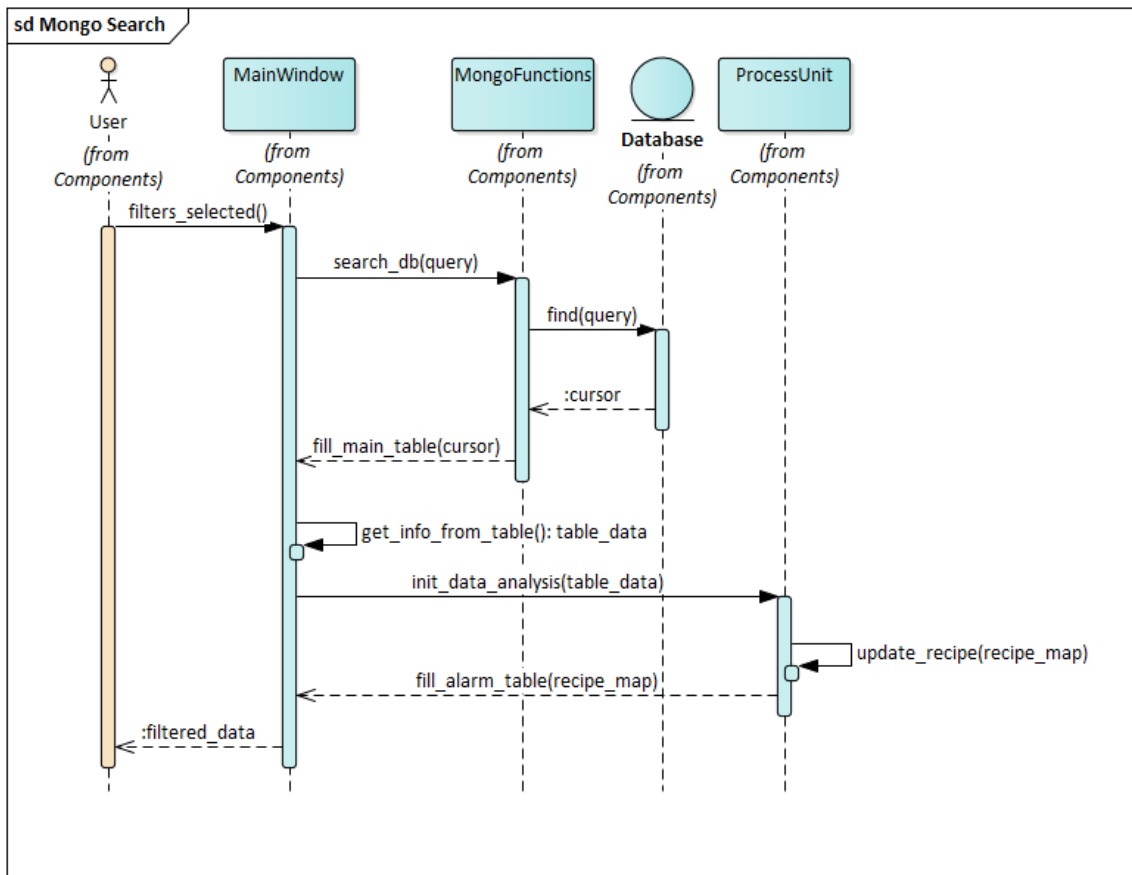 sd Mongo Search
User
(from
Components)
MainWindow
(from
Components)
MongoFunctions
(from
Components)
Database
(from
Components)
ProcessUnit
(from
Components)
filters_selected()
search_db(query)
find(query)
:cursor
fill_main_table(cursor)
get_info_from_table(): table_data
init_data_analysis(table_data)
update_recipe(recipe_map)
fill_alarm_table(recipe_map)
:filtered_data